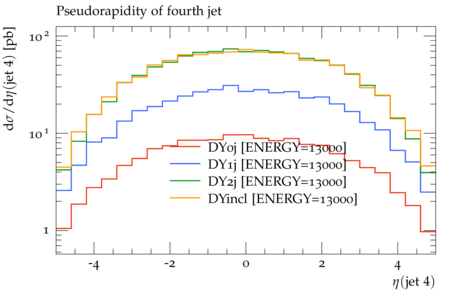 Pseudorapidity of fourth jet
dσ/dη(jet 4) [pb]
10²
10¹
1
DY0j [ENERGY=13000]
DY1j [ENERGY=13000]
DY2j [ENERGY=13000]
DYincl [ENERGY=13000]
-4 -2 0 2 4
η(jet 4)